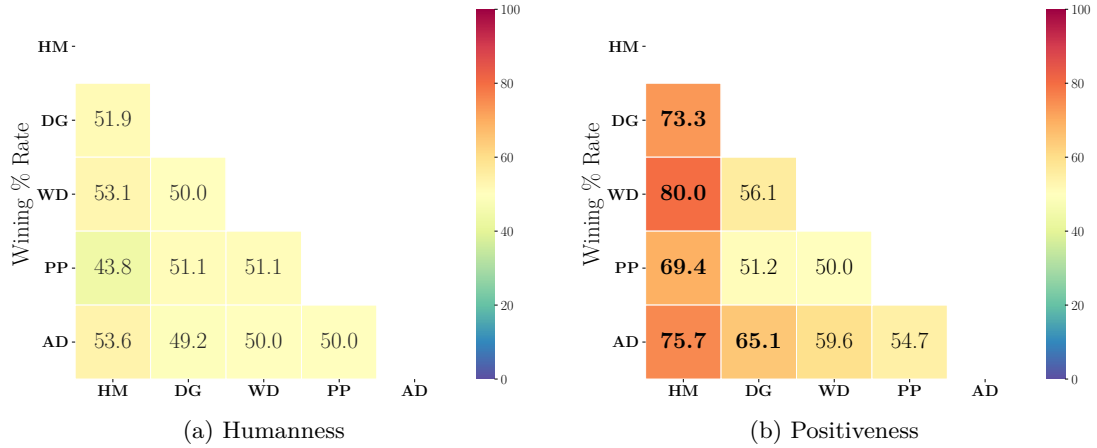 100
80
60
40
20
0
HM
DG
WD
PP
AD
Wining % Rate
51.9
53.1 50.0
43.8 51.1 51.1
53.6 49.2 50.0 50.0
HM DG WD PP AD
(a) Humanness
100
80
60
40
20
0
HM
DG
WD
PP
AD
Wining % Rate
73.3
80.0 56.1
69.4 51.2 50.0
75.7 65.1 59.6 54.7
HM DG WD PP AD
(b) Positiveness